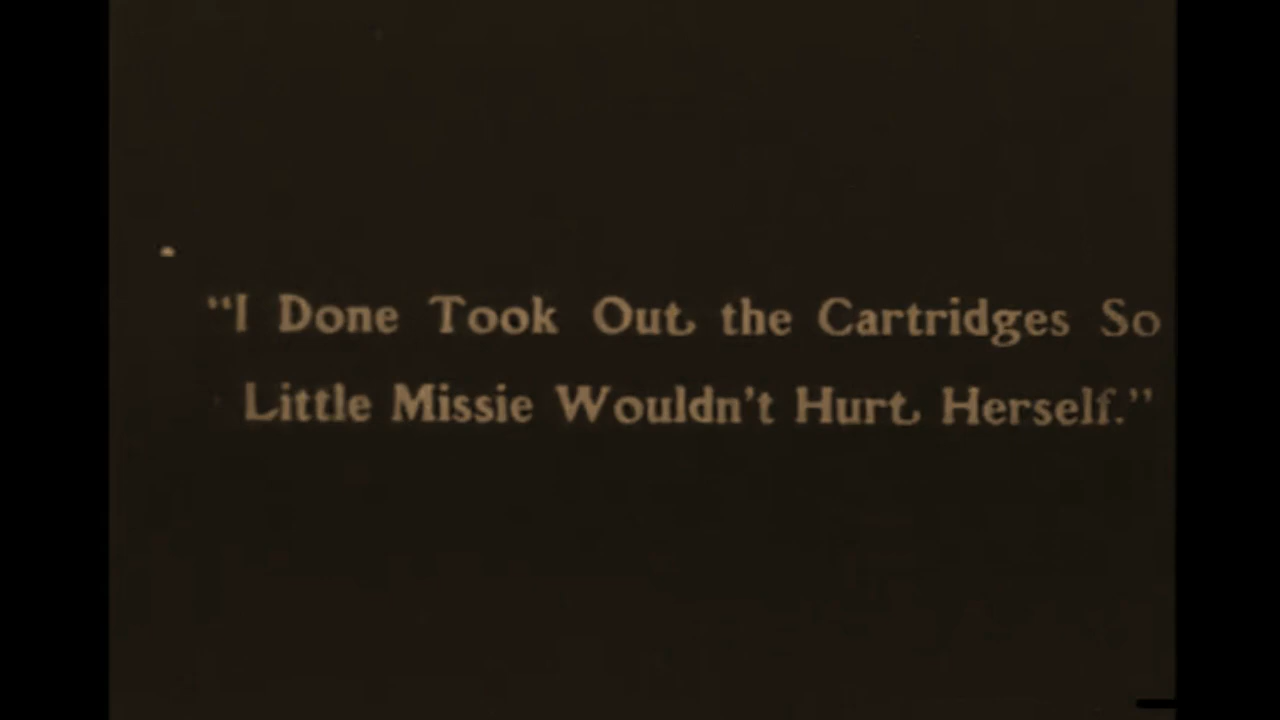 “I Done Took Out the Cartridges So
Little Missie Wouldn’t Hurt Herself.”